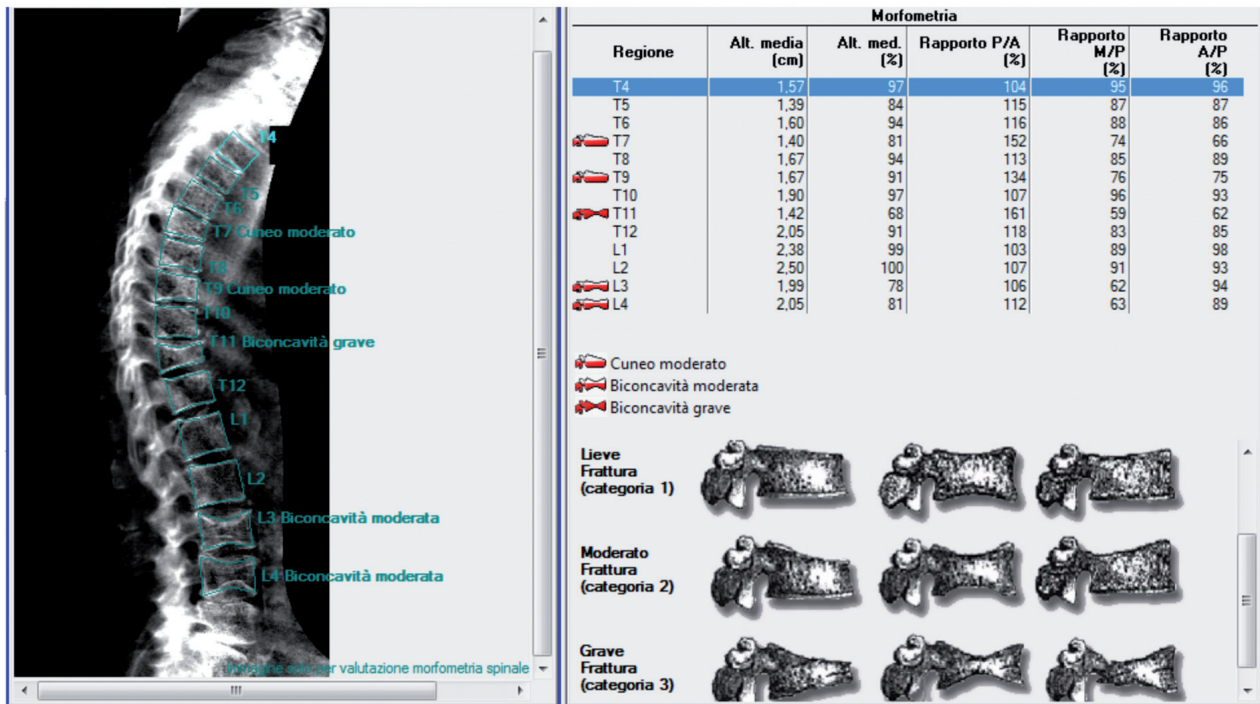 T4
T5
T6
T7 Cuneo moderato
T8
T9 Cuneo moderato
T10
T11 Biconcavità grave
T12
L1
L2
L3 Biconcavità moderata
L4 Biconcavità moderata
per valutazione morfometria spinale
Morfometria
Regione Alt. media (cm) Alt. med. (%) Rapporto P/A (%) Rapporto M/P (%) Rapporto A/P (%)
T4 1,57 97 104 95 96
T5 1,39 84 115 87 87
T6 1,60 94 116 88 86
T7 1,40 81 152 74 66
T8 1,67 94 113 85 89
T9 1,67 91 134 76 75
T10 1,90 97 107 96 93
T11 1,42 68 161 59 62
T12 2,05 91 118 83 85
L1 2,38 99 103 89 98
L2 2,50 100 107 91 93
L3 1,99 78 106 62 94
L4 2,05 81 112 63 89
Cuneo moderato
Biconcavità moderata
Biconcavità grave
Lieve
Frattura
(categoria 1)
Moderato
Frattura
(categoria 2)
Grave
Frattura
(categoria 3)